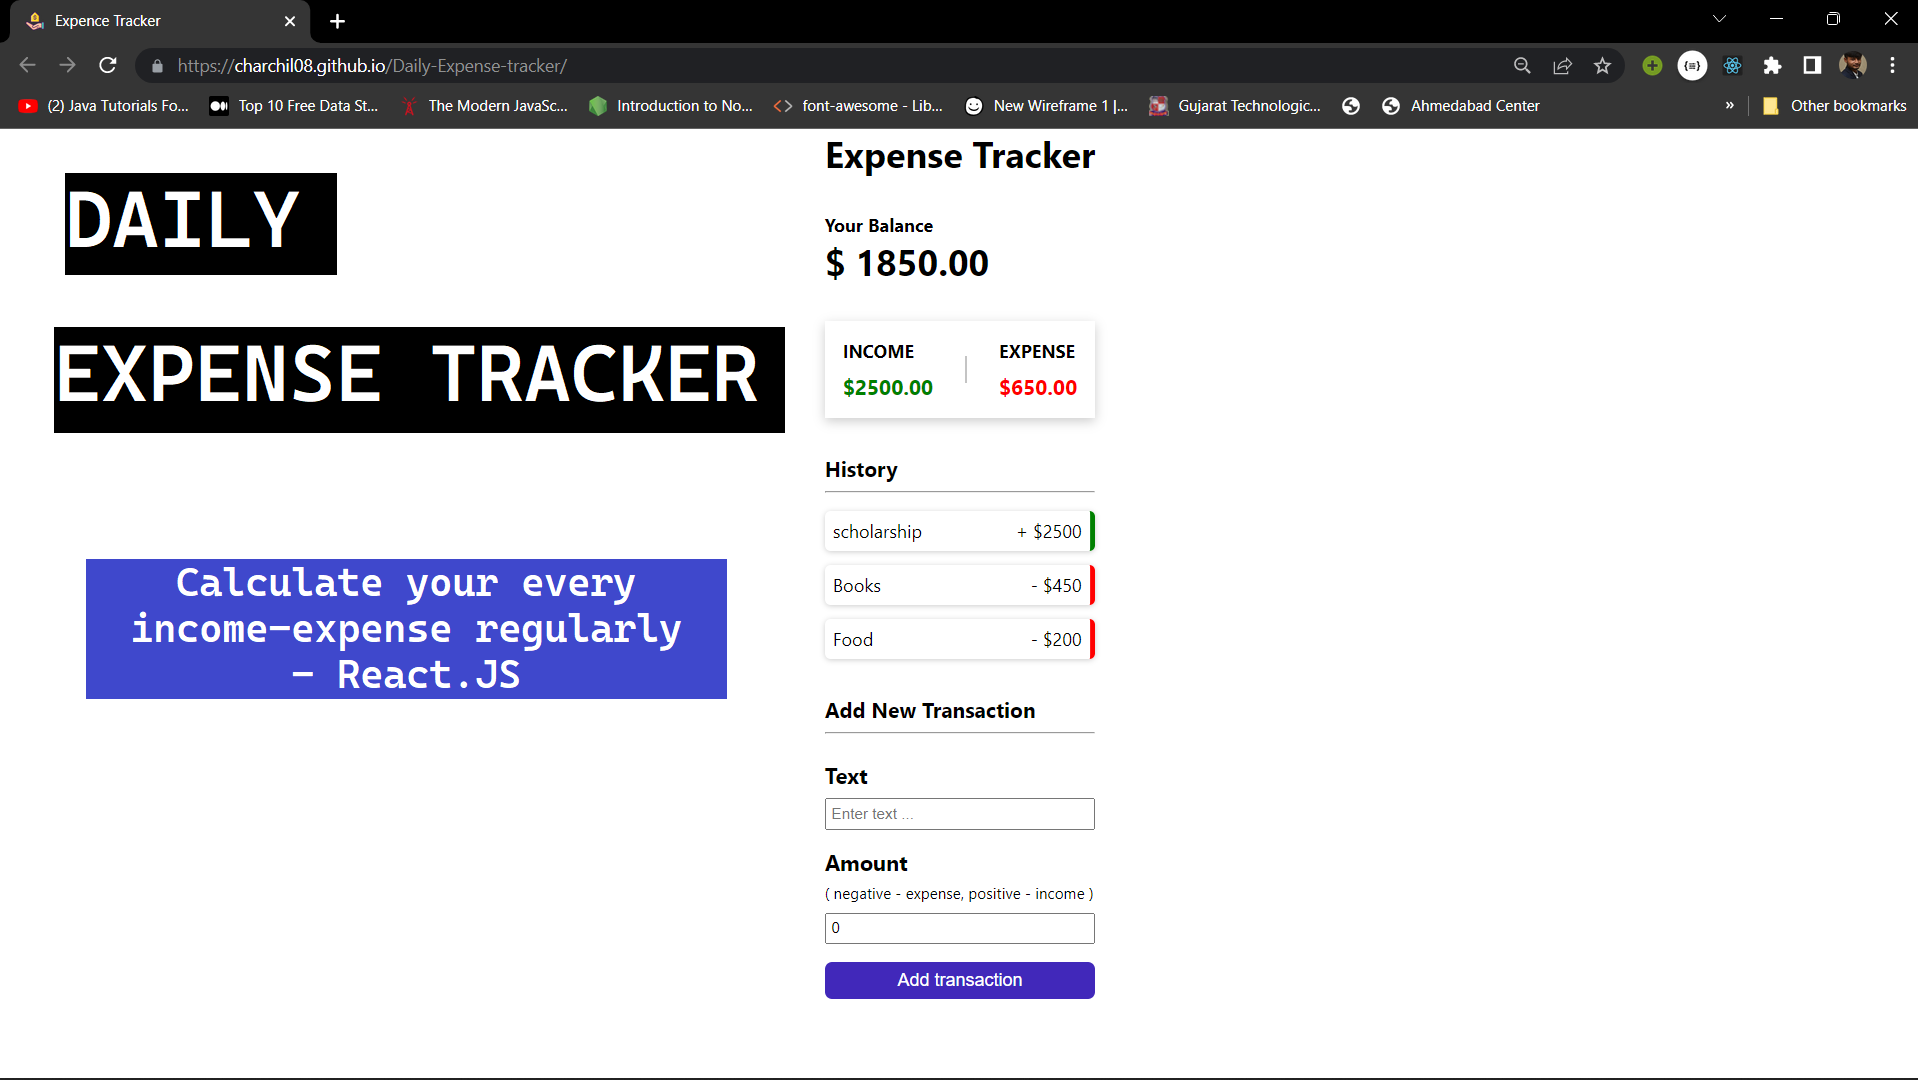 Expence Tracker
https://charchil08.github.io/Daily-Expense-tracker/
(2) Java Tutorials Fo...
Top 10 Free Data St...
The Modern JavaSc...
Introduction to No...
font-awesome - Lib...
New Wireframe 1 |...
Gujarat Technologic...
Ahmedabad Center
»
Other bookmarks
DAILY
EXPENSE TRACKER
Calculate your every
income-expense regularly
- React.JS
Expense Tracker
Your Balance
$ 1850.00
INCOME EXPENSE
$2500.00 $650.00
History
scholarship + $2500
Books - $450
Food - $200
Add New Transaction
Text
Enter text ...
Amount
( negative - expense, positive - income )
0
Add transaction